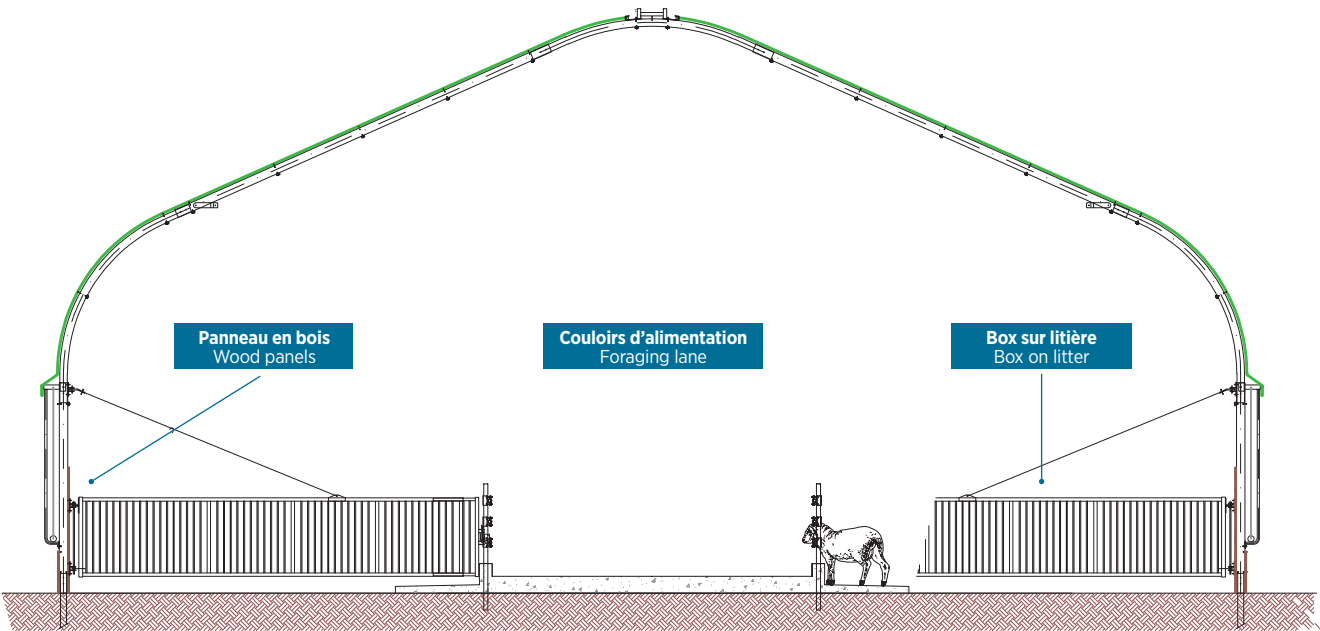 Panneau en bois
Wood panels
Couloirs d'alimentation
Foraging lane
Box sur litière
Box on litter